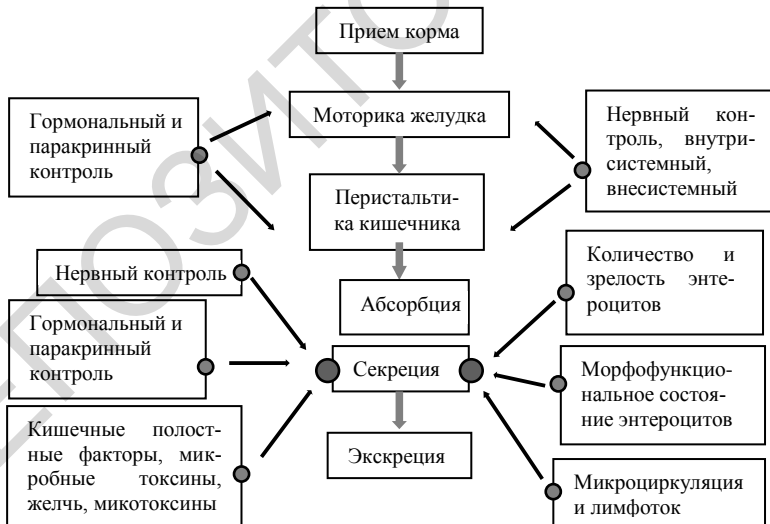 Прием корма
Гормональный и
паракринный
контроль
Моторика желудка
Нервный кон-
троль, внутри-
системный,
внесистемный
Перистальти-
ка кишечника
Нервный контроль
Количество и
зрелость энте-
роцитов
Абсорбция
Гормональный и
паракринный
контроль
Секреция
Морфофункцио-
нальное состоя-
ние энтероцитов
Кишечные полост-
ные факторы, мик-
робные токсины,
желчь, микотоксины
Экскреция
Микроциркуляция
и лимфоток
ЕПОЗИТО